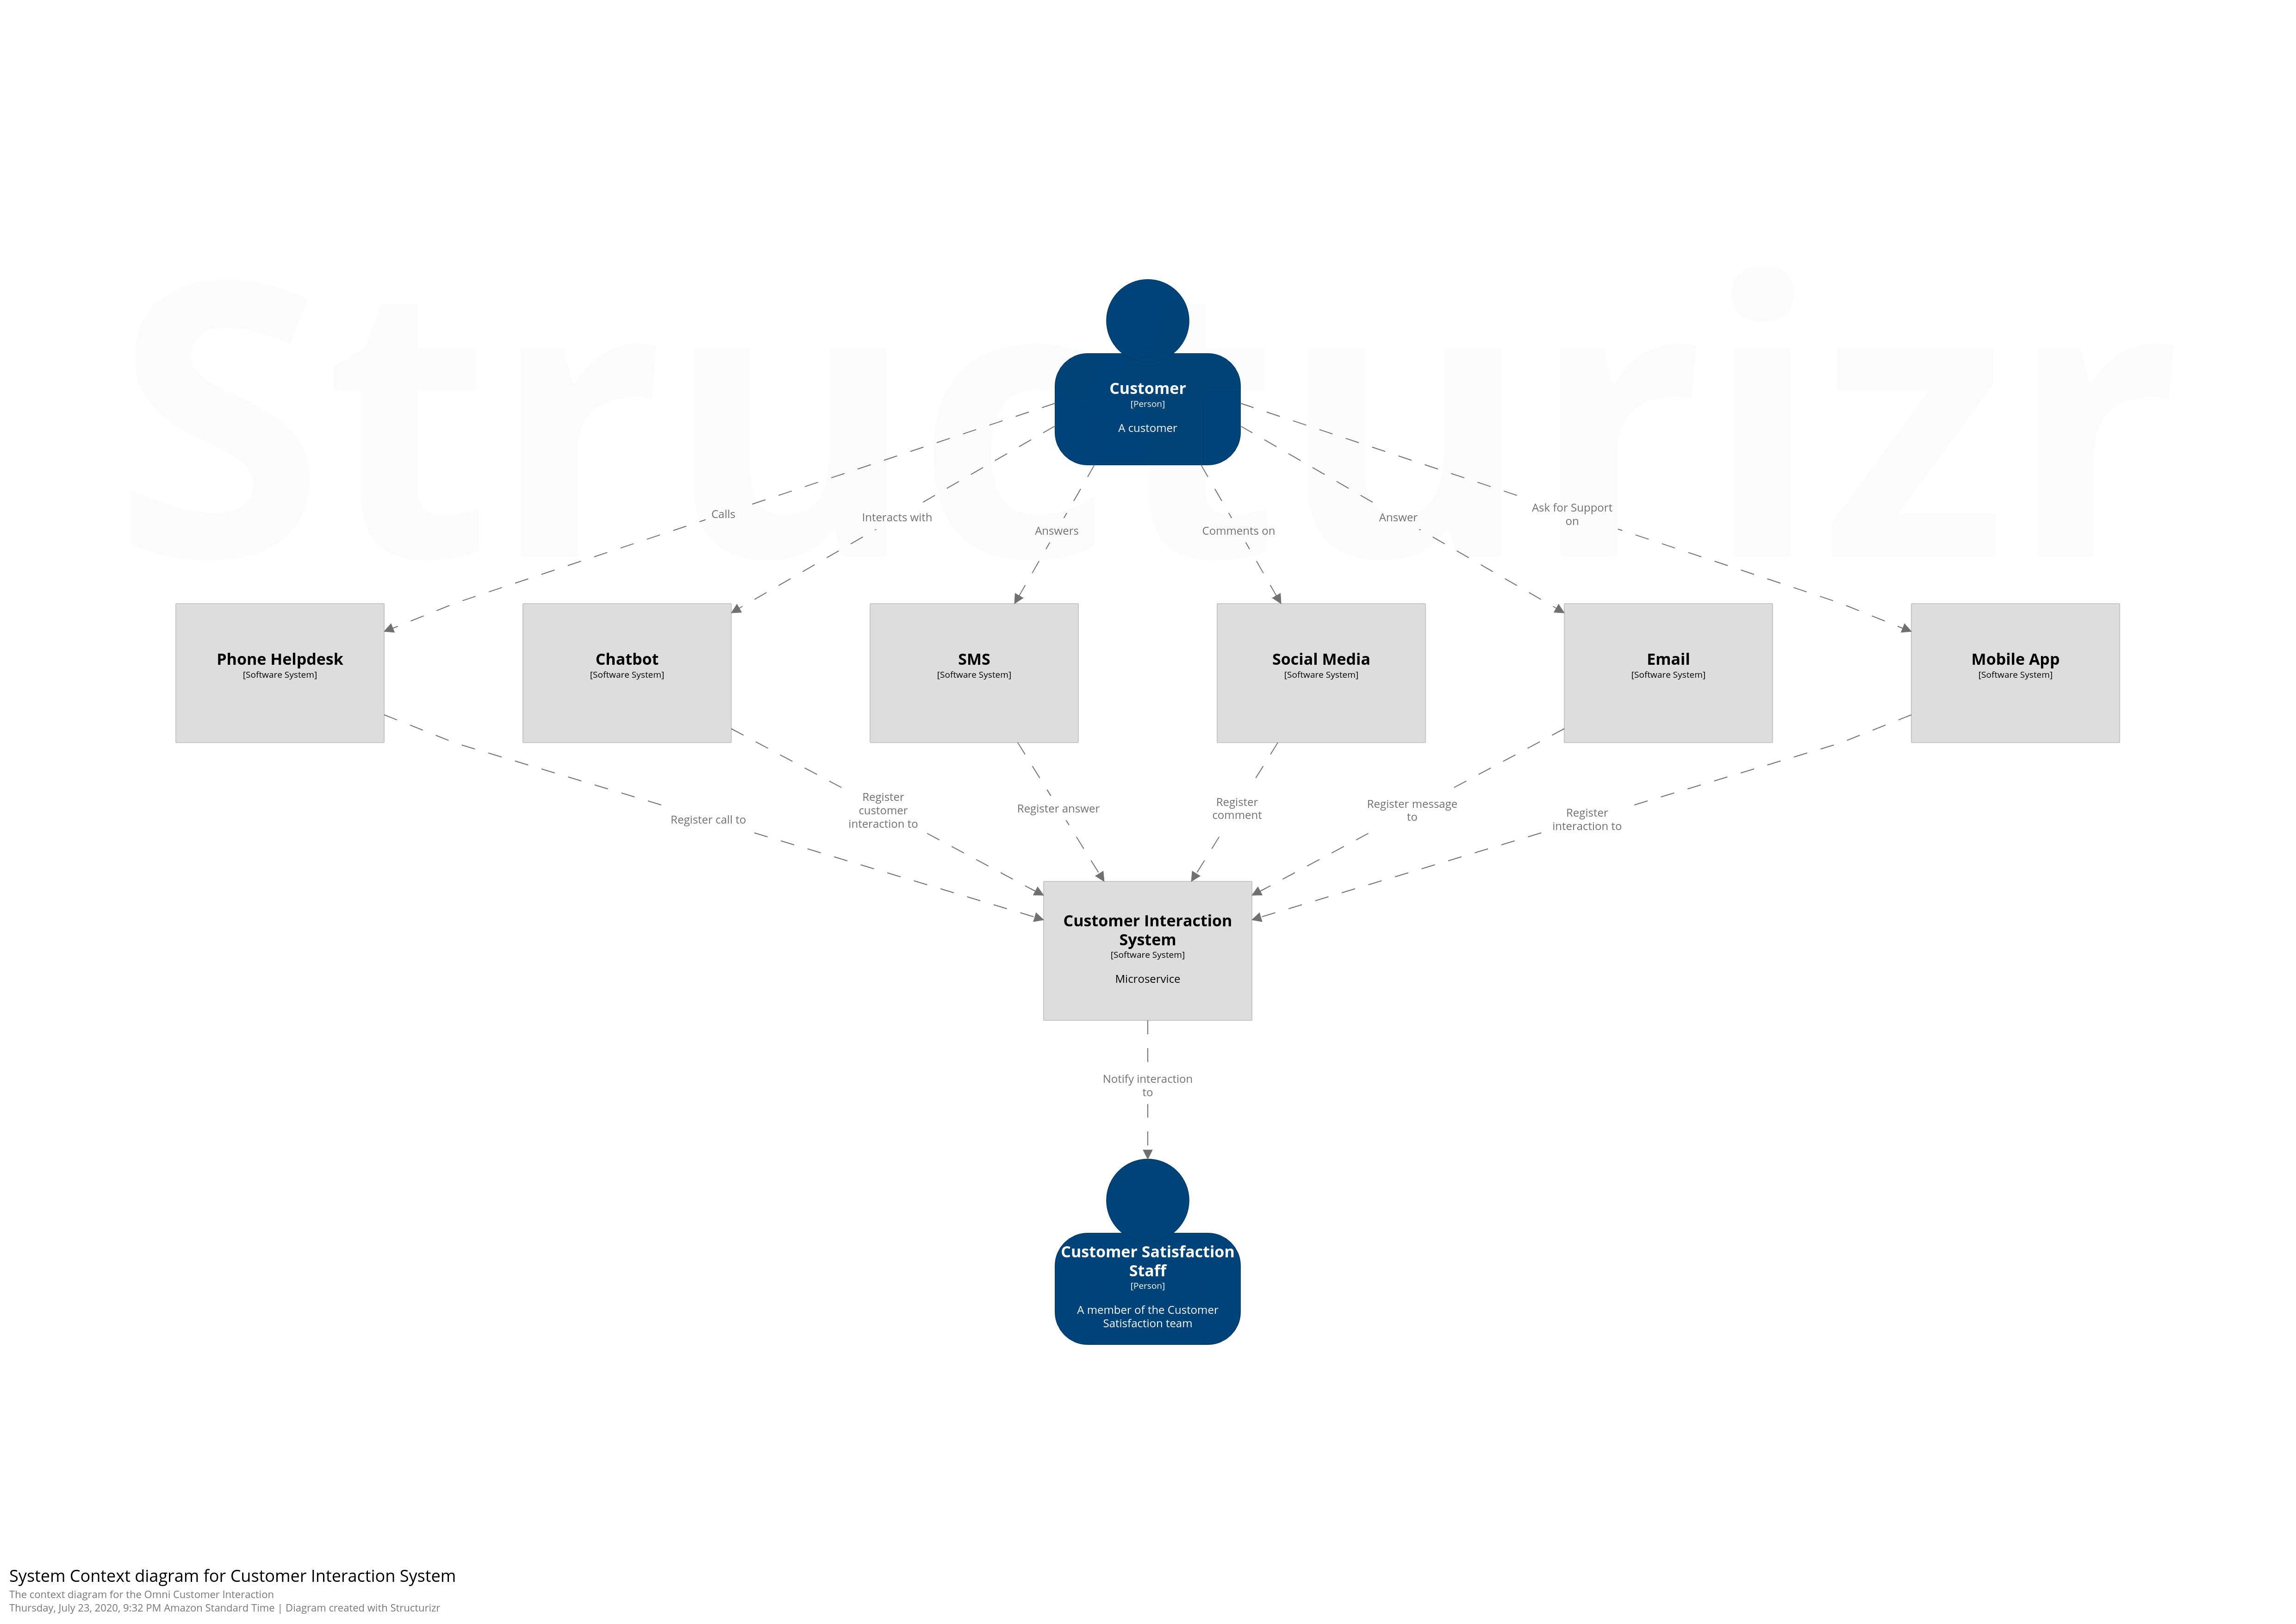 Structurizr
Customer
[Person]
A customer
Calls
Interacts with
Answers
Comments on
Answer
Ask for Support
on
Phone Helpdesk
[Software System]
Chatbot
[Software System]
SMS
[Software System]
Social Media
[Software System]
Email
[Software System]
Mobile App
[Software System]
Register call to
Register
customer
interaction to
Register answer
Register
comment
Register message
to
Register
interaction to
Customer Interaction
System
[Software System]
Microservice
Notify interaction
to
Customer Satisfaction
Staff
[Person]
A member of the Customer
Satisfaction team
System Context diagram for Customer Interaction System
The context diagram for the Omni Customer Interaction
Thursday, July 23, 2020, 9:32 PM Amazon Standard Time | Diagram created with Structurizr